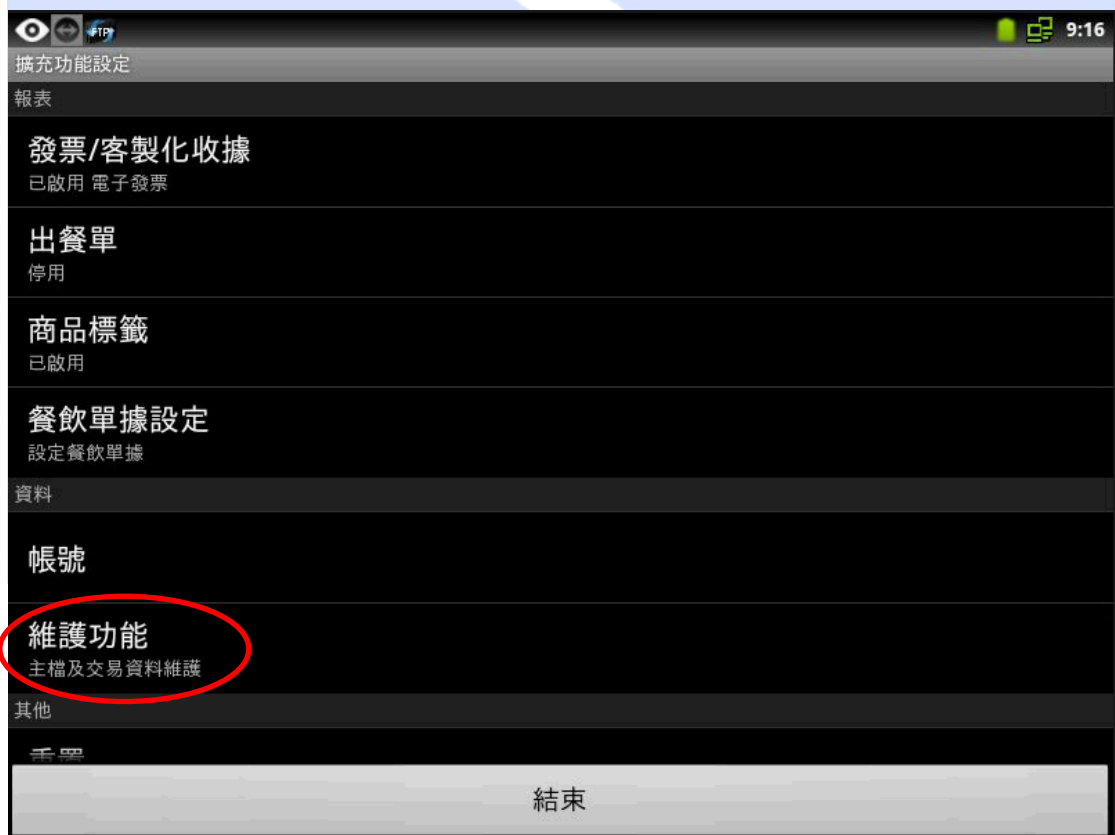 FTP 9:16
擴充功能設定
報表
發票/客製化收據
已啟用 電子發票
出餐單
停用
商品標籤
已啟用
餐飲單據設定
設定餐飲單據
資料
帳號
維護功能
主檔及交易資料維護
其他
重置
結束